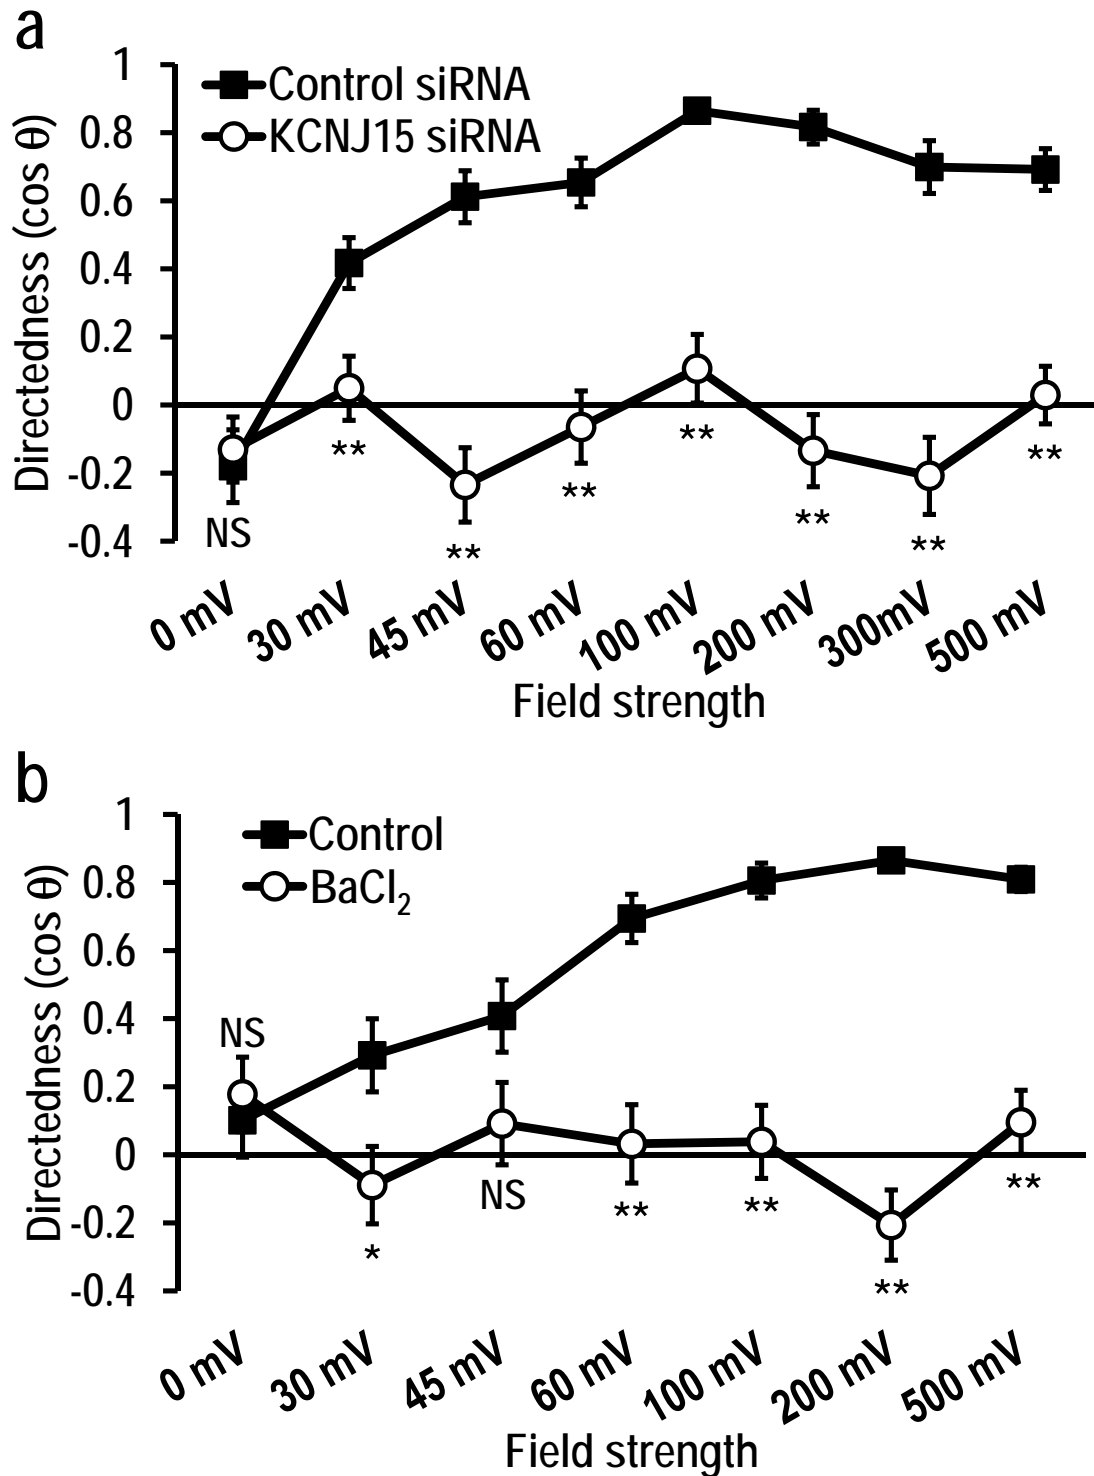 a
1
0.8
0.6
0.4
0.2
0
-0.2
-0.4
Directedness (cos θ)
Control siRNA
KCNJ15 siRNA
NS
**
**
**
**
**
**
**
0 mV
30 mV
45 mV
60 mV
100 mV
200 mV
300mV
500 mV
Field strength
b
1
0.8
0.6
0.4
0.2
0
-0.2
-0.4
Directedness (cos θ)
Control
BaCl₂
NS
*
NS
**
**
**
**
0 mV
30 mV
45 mV
60 mV
100 mV
200 mV
500 mV
Field strength